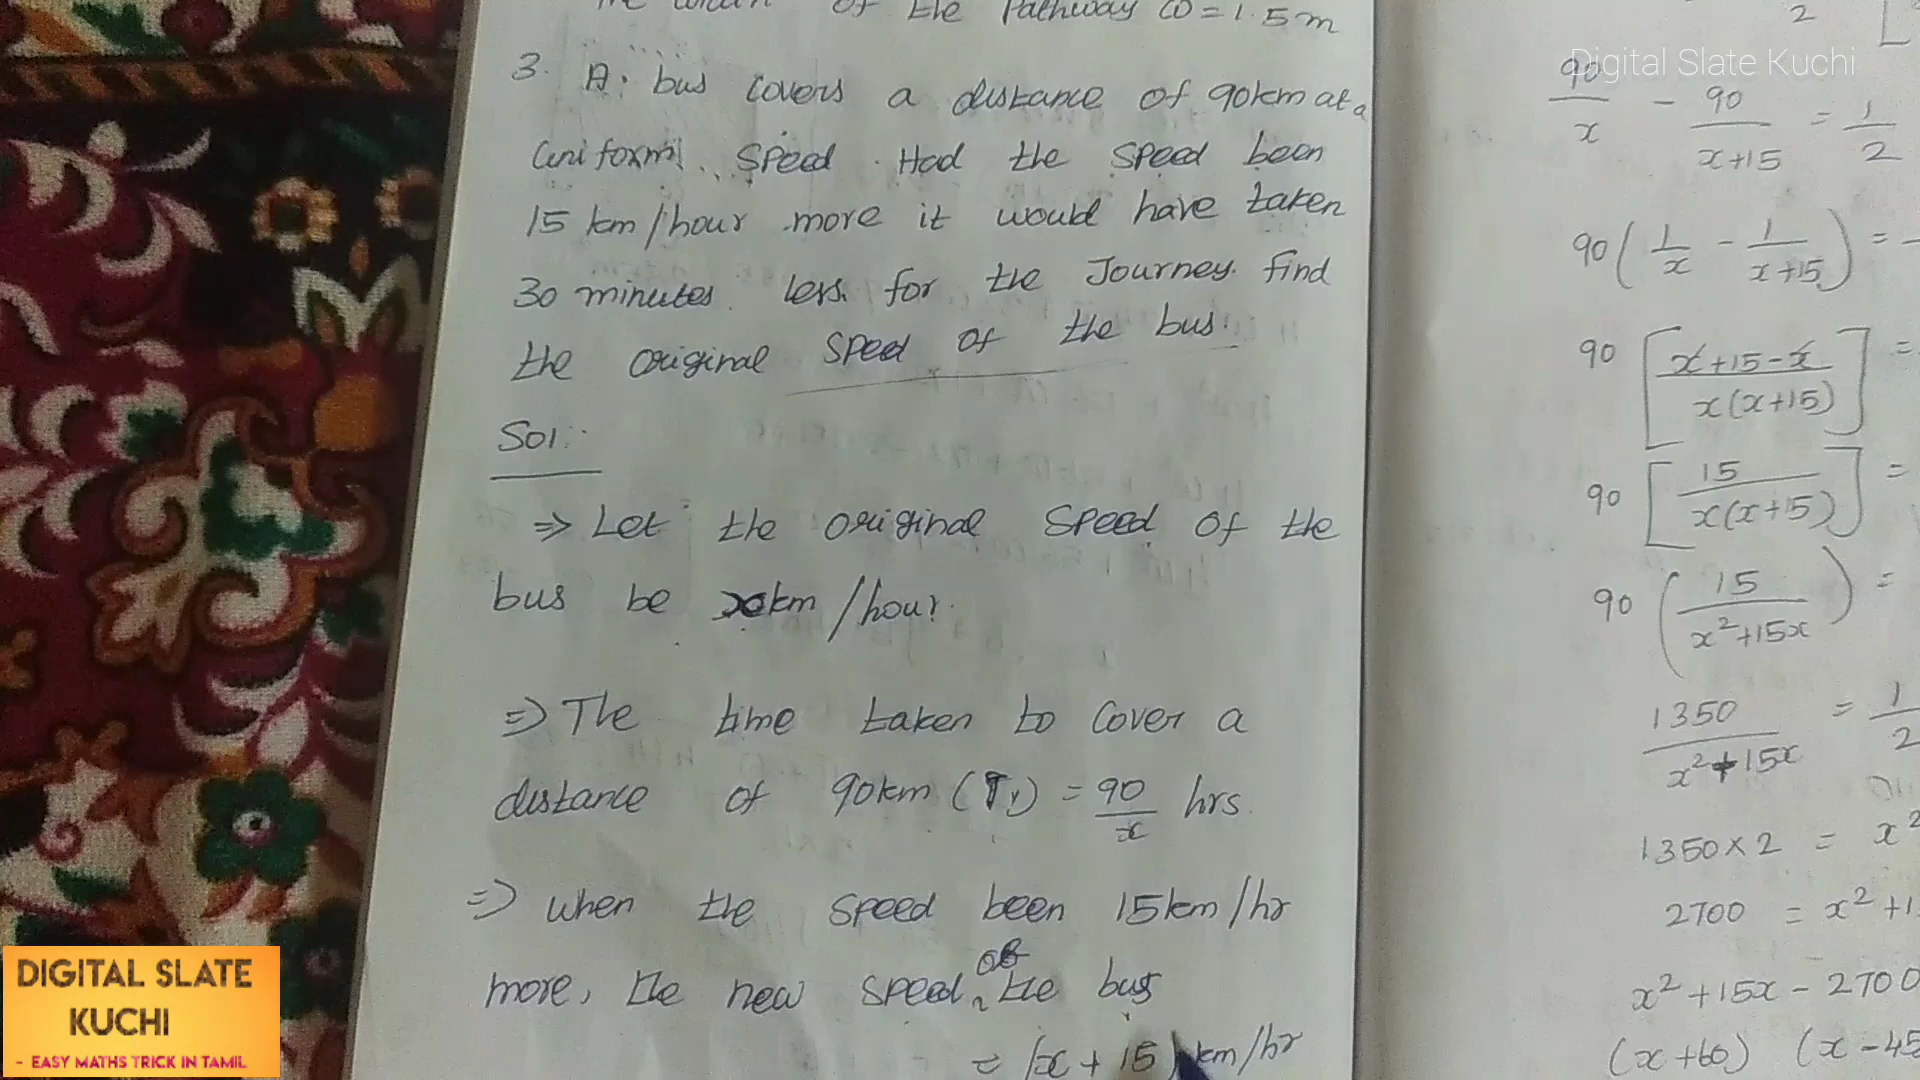 of the Pathway ω = 1.5m
3. A. bus covers a distance of 90km at a
uniform speed. Had the speed been
15 km/hour more it would have taken
30 minutes less for the Journey. Find
the original speed of the bus.
Sol:
⇒ Let the original speed of the
bus be x km/hour.
⇒ The time taken to cover a
distance of 90km (T₁) = 90/x hrs.
⇒ when the speed been 15km/hr
more, the new speed of the bus
= (x + 15) km/hr
2
90/x - 90/(x+15) = 1/2
90 (1/x - 1/(x+15)) =
90 [(x+15-x)/(x(x+15))] =
90 [15/(x(x+15))] =
90 (15/(x²+15x)) =
1350/(x²+15x) = 1/2
1350 × 2 = x²
2700 = x² + 1
x² + 15x - 2700
(x+60) (x-45
Digital Slate Kuchi
DIGITAL SLATE
KUCHI
- EASY MATHS TRICK IN TAMIL